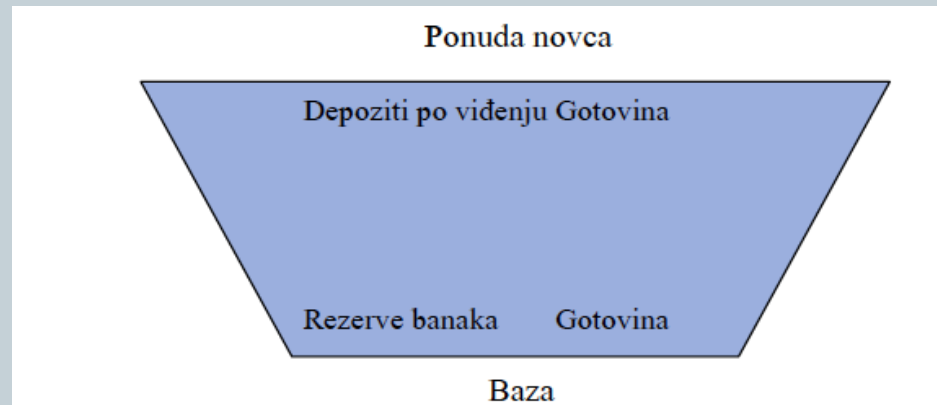 Ponuda novca
Depoziti po viđenju Gotovina
Rezerve banaka Gotovina
Baza